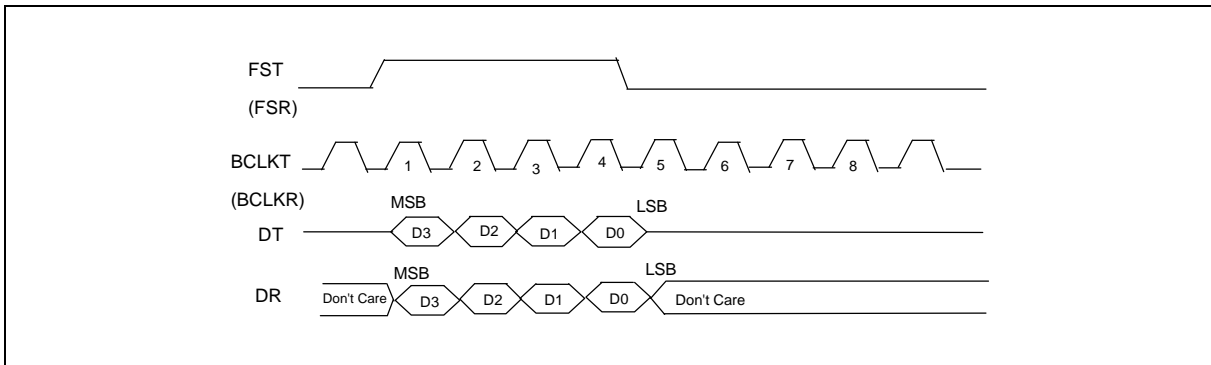 FST
(FSR)
BCLKT
1 2 3 4 5 6 7 8
(BCLKR)
MSB LSB
DT D3 D2 D1 D0
MSB LSB
DR Don't Care D3 D2 D1 D0 Don't Care